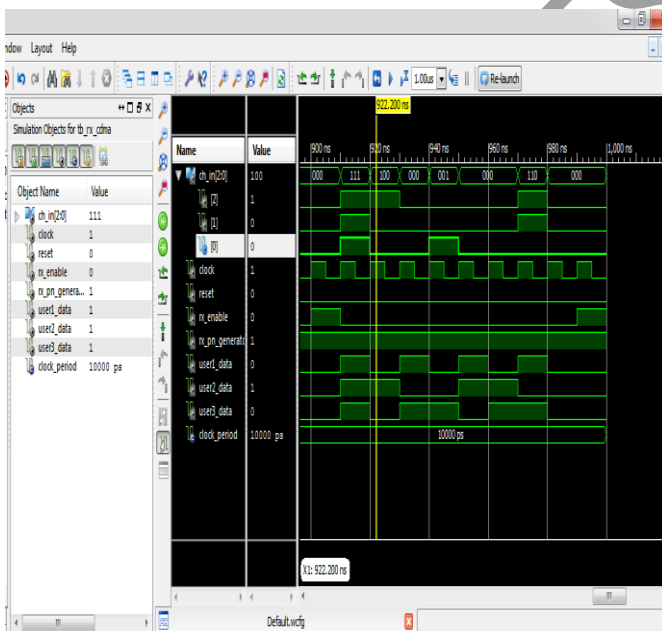 ndow Layout Help
1.00us Re-launch
Objects
Simulation Objects for tb_rx_cdma
Object Name Value
ch_in[2:0] 111
clock 1
reset 0
rx_enable 0
rx_pn_genera... 1
user1_data 1
user2_data 1
user3_data 1
clock_period 10000 ps
922.200 ns
Name Value
900 ns 920 ns 940 ns 960 ns 980 ns 1,000 ns
ch_in[2:0] 100 000 111 100 000 001 000 110 000
[2] 1
[1] 0
[0] 0
clock 1
reset 0
rx_enable 0
rx_pn_generato 1
user1_data 0
user2_data 1
user3_data 0
clock_period 10000 ps 10000 ps
X1: 922.200 ns
Default.wcfg